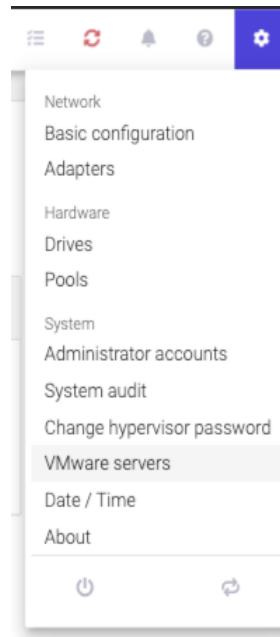 Network
Basic configuration
Adapters
Hardware
Drives
Pools
System
Administrator accounts
System audit
Change hypervisor password
VMware servers
Date / Time
About